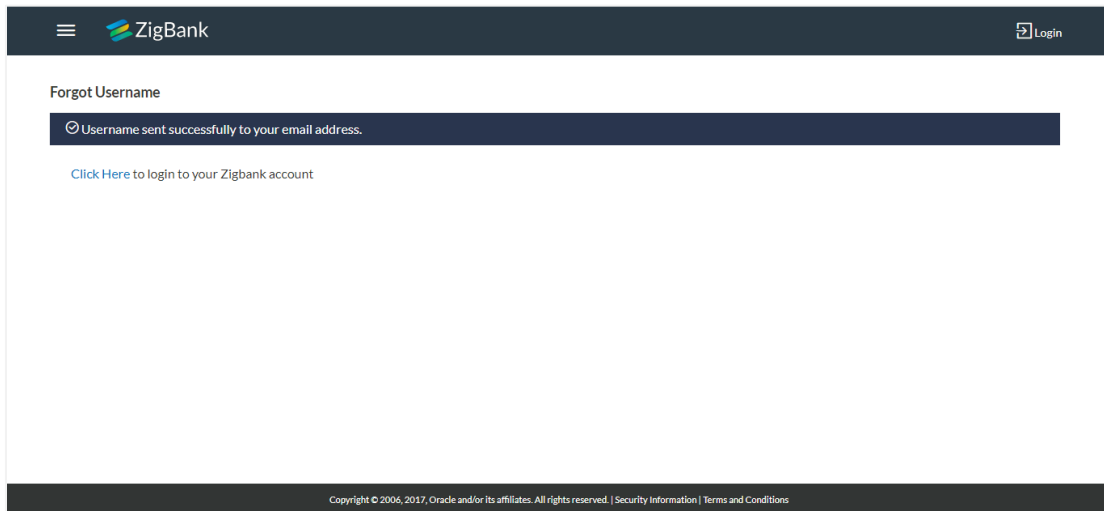 ZigBank
Login
Forgot Username
Username sent successfully to your email address.
Click Here to login to your Zigbank account
Copyright © 2006, 2017, Oracle and/or its affiliates. All rights reserved. | Security Information | Terms and Conditions